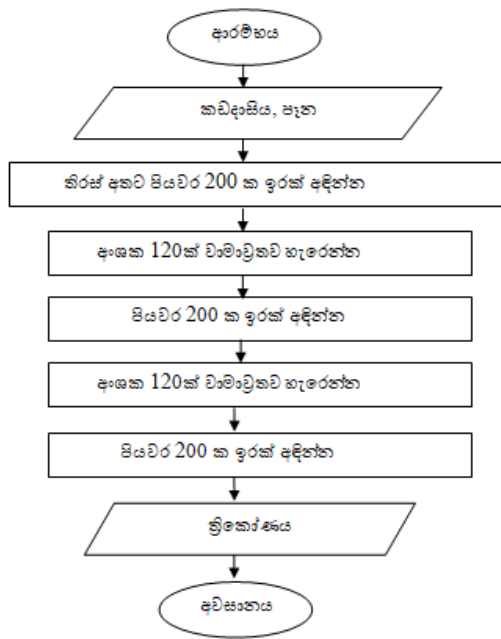 ආරම්භය
කඩදාසිය, පෑන
තිරස් අතට පියවර 200 ක ඉරක් අඳින්න
අංශක 120ක් වාමාවර්තව හැරෙන්න
පියවර 200 ක ඉරක් අඳින්න
අංශක 120ක් වාමාවර්තව හැරෙන්න
පියවර 200 ක ඉරක් අඳින්න
ත්‍රිකෝණය
අවසානය